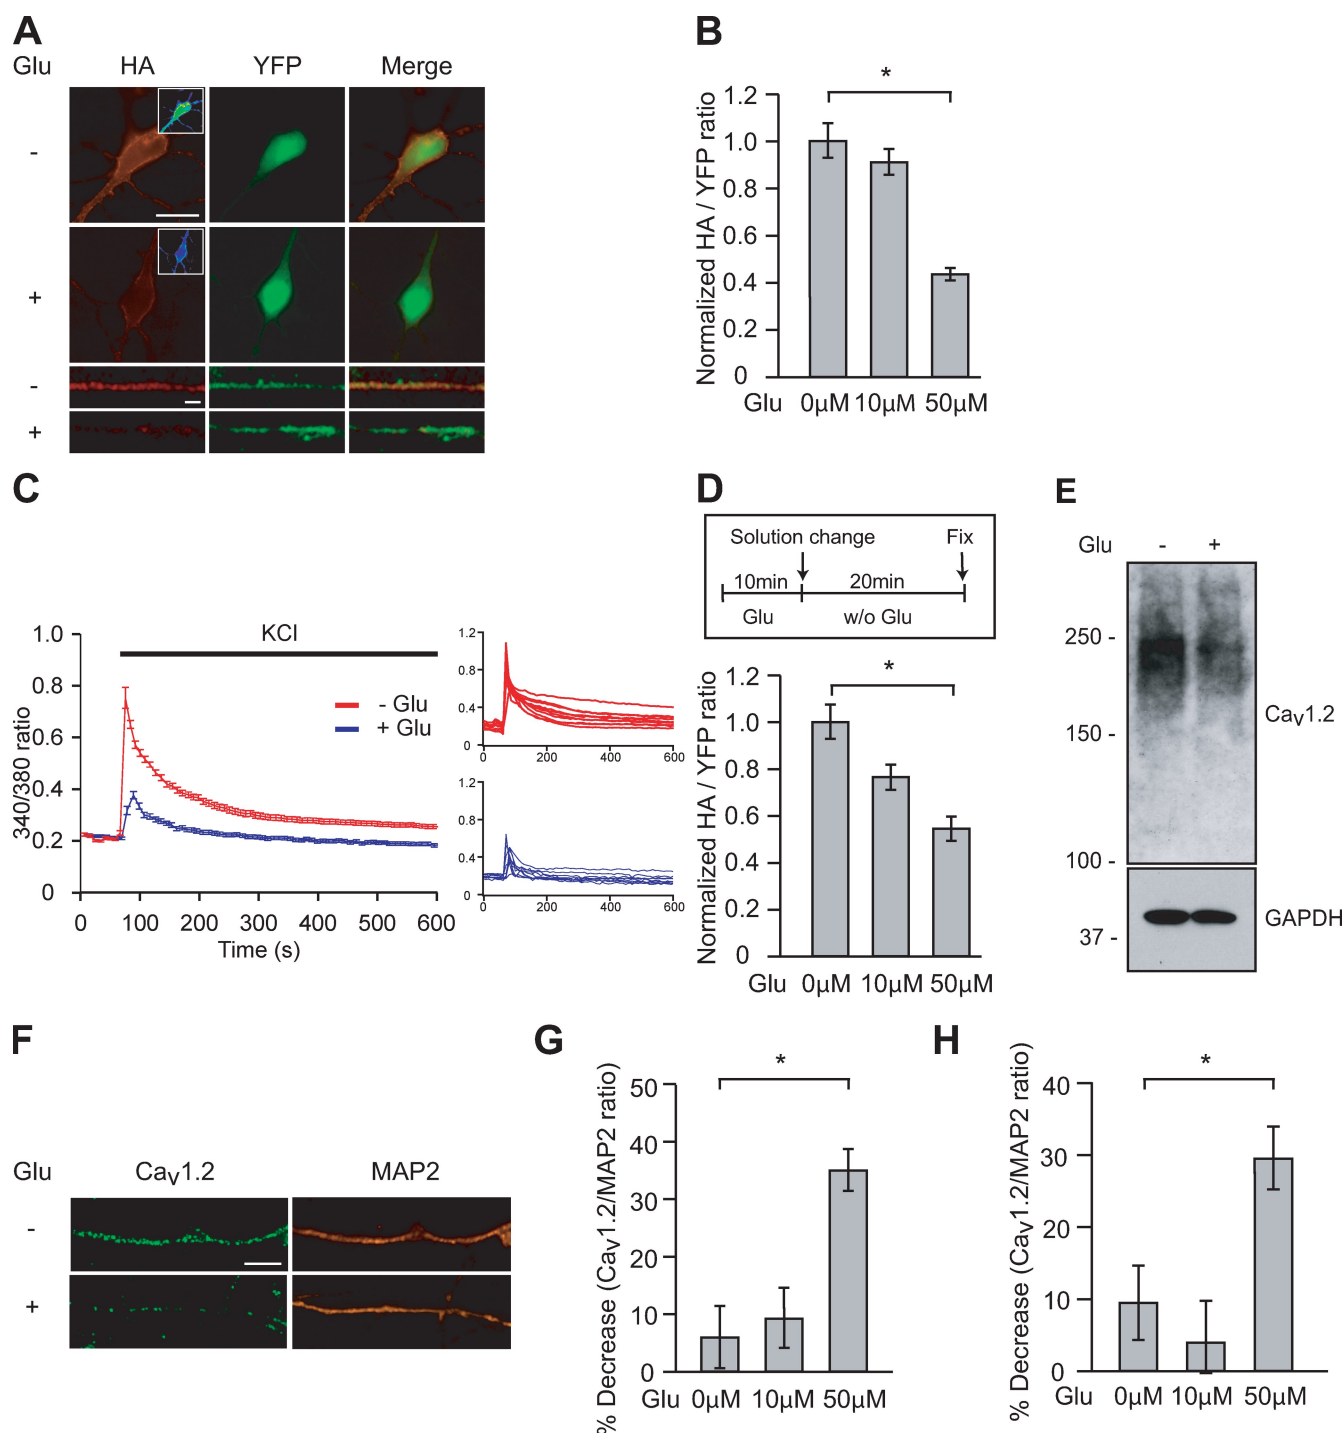 A
Glu HA YFP Merge
-
+
-
+
B
Normalized HA / YFP ratio
1.2
1.0
0.8
0.6
0.4
0.2
0
*
Glu 0µM 10µM 50µM
C
340/380 ratio
1.0
0.8
0.6
0.4
0.2
0
KCl
- Glu
+ Glu
0 100 200 300 400 500 600
Time (s)
1.2
0.8
0.4
0
0 200 400 600
1.2
0.8
0.4
0
0 200 400 600
D
Solution change Fix
10min 20min
Glu w/o Glu
Normalized HA / YFP ratio
1.2
1.0
0.8
0.6
0.4
0.2
0
*
Glu 0µM 10µM 50µM
E
Glu - +
250 -
150 -
100 -
37 -
Cav1.2
GAPDH
F
Glu Cav1.2 MAP2
-
+
G
% Decrease (Cav1.2/MAP2 ratio)
50
40
30
20
10
0
*
Glu 0µM 10µM 50µM
H
% Decrease (Cav1.2/MAP2 ratio)
40
30
20
10
0
*
Glu 0µM 10µM 50µM